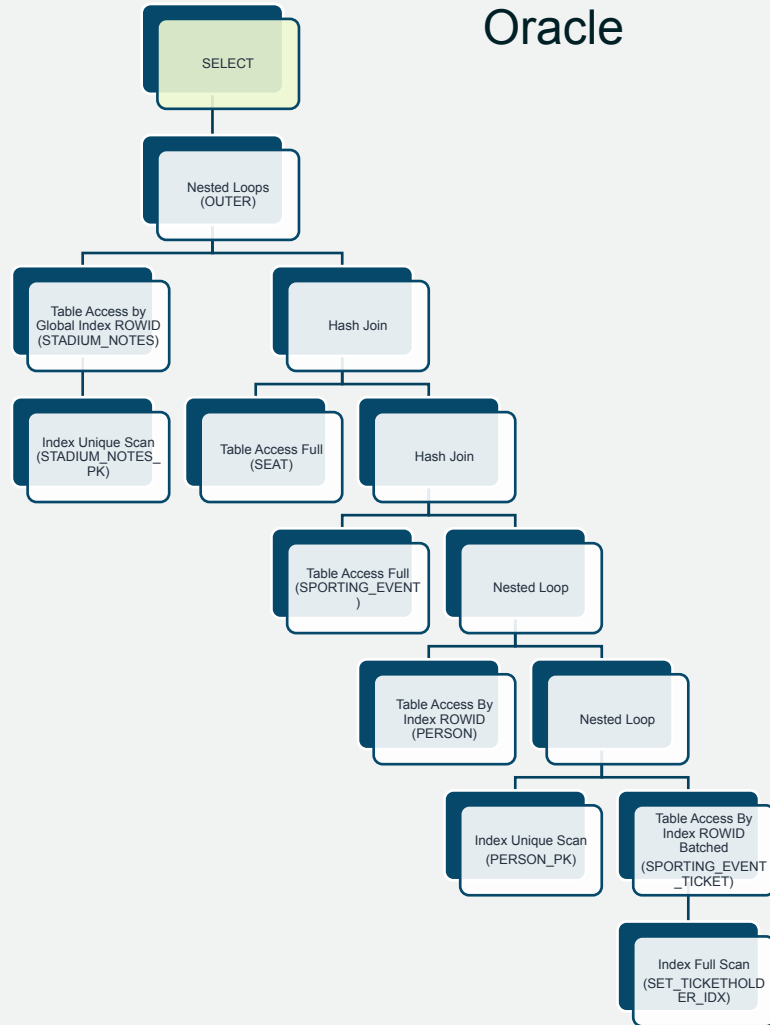 Oracle
SELECT
Nested Loops
(OUTER)
Table Access by
Global Index ROWID
(STADIUM_NOTES)
Hash Join
Index Unique Scan
(STADIUM_NOTES_
PK)
Table Access Full
(SEAT)
Hash Join
Table Access Full
(SPORTING_EVENT
)
Nested Loop
Table Access By
Index ROWID
(PERSON)
Nested Loop
Index Unique Scan
(PERSON_PK)
Table Access By
Index ROWID
Batched
(SPORTING_EVENT
_TICKET)
Index Full Scan
(SET_TICKETHOLD
ER_IDX)